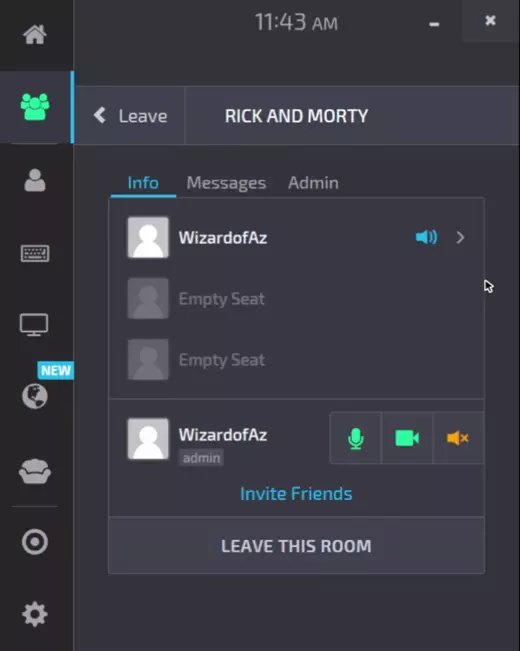 11:43 AM
Leave
RICK AND MORTY
Info Messages Admin
WizardofAz
Empty Seat
Empty Seat
NEW
WizardofAz
admin
Invite Friends
LEAVE THIS ROOM